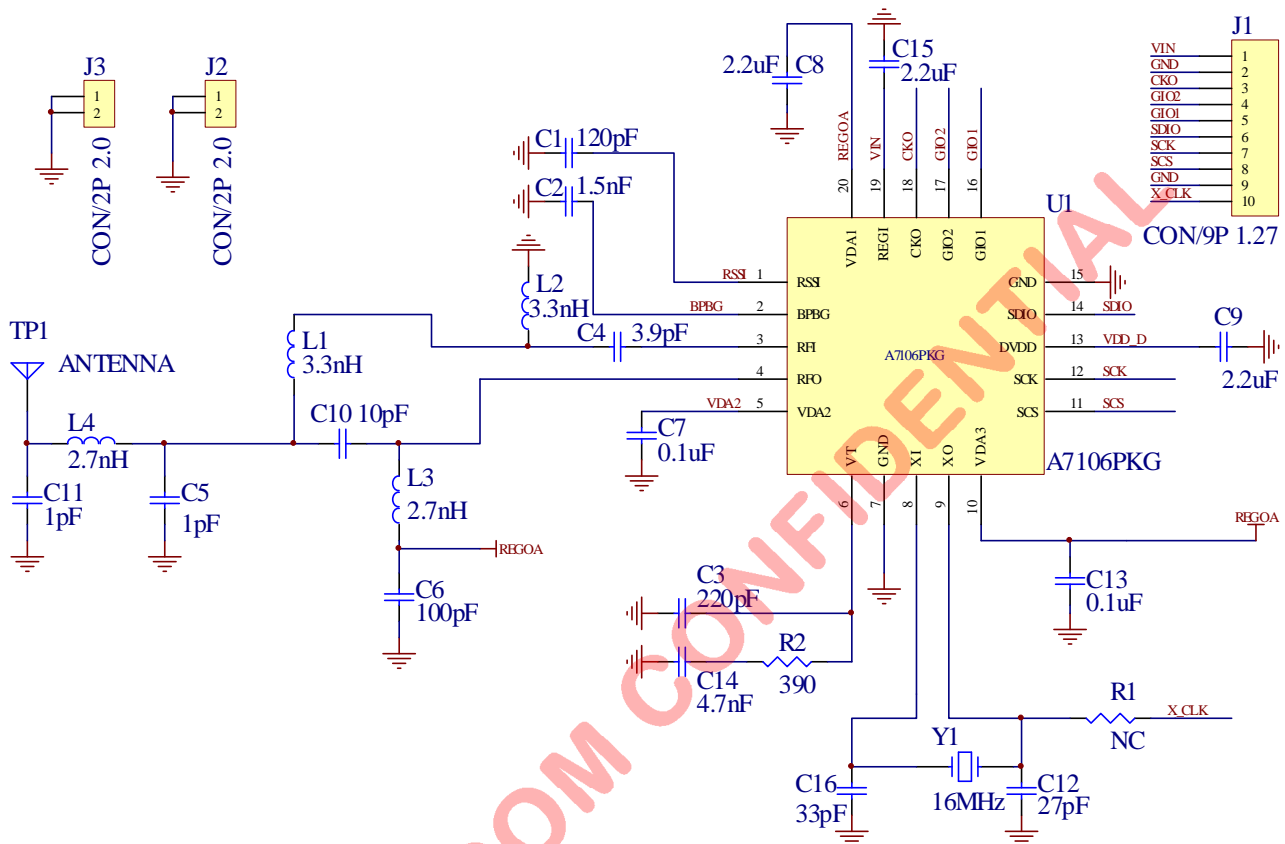 J3
1
2
CON/2P 2.0
J2
1
2
CON/2P 2.0
2.2uF
C8
C15
2.2uF
J1
VIN 1
GND 2
CKO 3
GIO2 4
GIO1 5
SDIO 6
SCK 7
SCS 8
GND 9
X_CLK 10
CON/9P 1.27
C1 120pF
C2 1.5nF
REGOA
VIN
CKO
GIO2
GIO1
20
19
18
17
16
U1
VDA1
REGI
CKO
GIO2
GIO1
RSSI 1 RSSI
BPBG 2 BPBG
3 RFI
4 RFO
VDA2 5 VDA2
GND 15
SDIO 14 SDIO
DVDD 13 VDD_D
SCK 12 SCK
SCS 11 SCS
A7106PKG
VT
GND
XI
XO
VDA3
6
7
8
9
10
A7106PKG
C9
2.2uF
L2
3.3nH
C4 3.9pF
TP1
ANTENNA
L1
3.3nH
C10 10pF
L4
2.7nH
C11
1pF
C5
1pF
L3
2.7nH
REGOA
C6
100pF
C7
0.1uF
REGOA
C13
0.1uF
C3
220pF
R2
390
C14
4.7nF
R1
NC
X_CLK
Y1
16MHz
C16
33pF
C12
27pF
COM CONFIDENTIAL